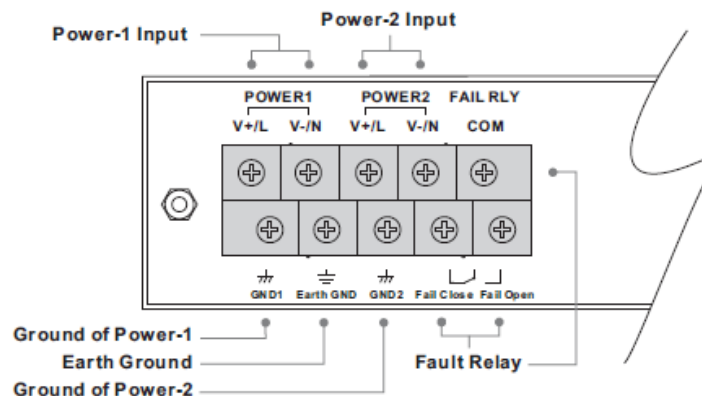 Power-2 Input
Power-1 Input
POWER1 POWER2 FAIL RLY
V+/L V-/N V+/L V-/N COM
GND1 Earth GND GND2 Fail Close Fail Open
Ground of Power-1
Earth Ground Fault Relay
Ground of Power-2